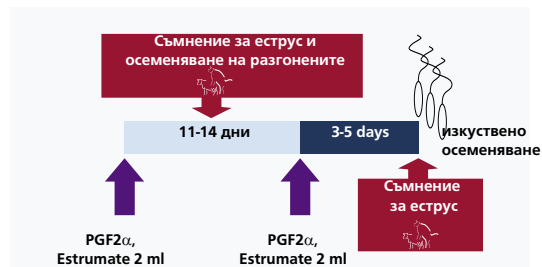 Съмнение за еструс и
осеменяване на разгонените
11-14 дни
3-5 days
изкуствено
осеменяване
Съмнение
за еструс
PGF2α,
Estrumate 2 ml
PGF2α,
Estrumate 2 ml